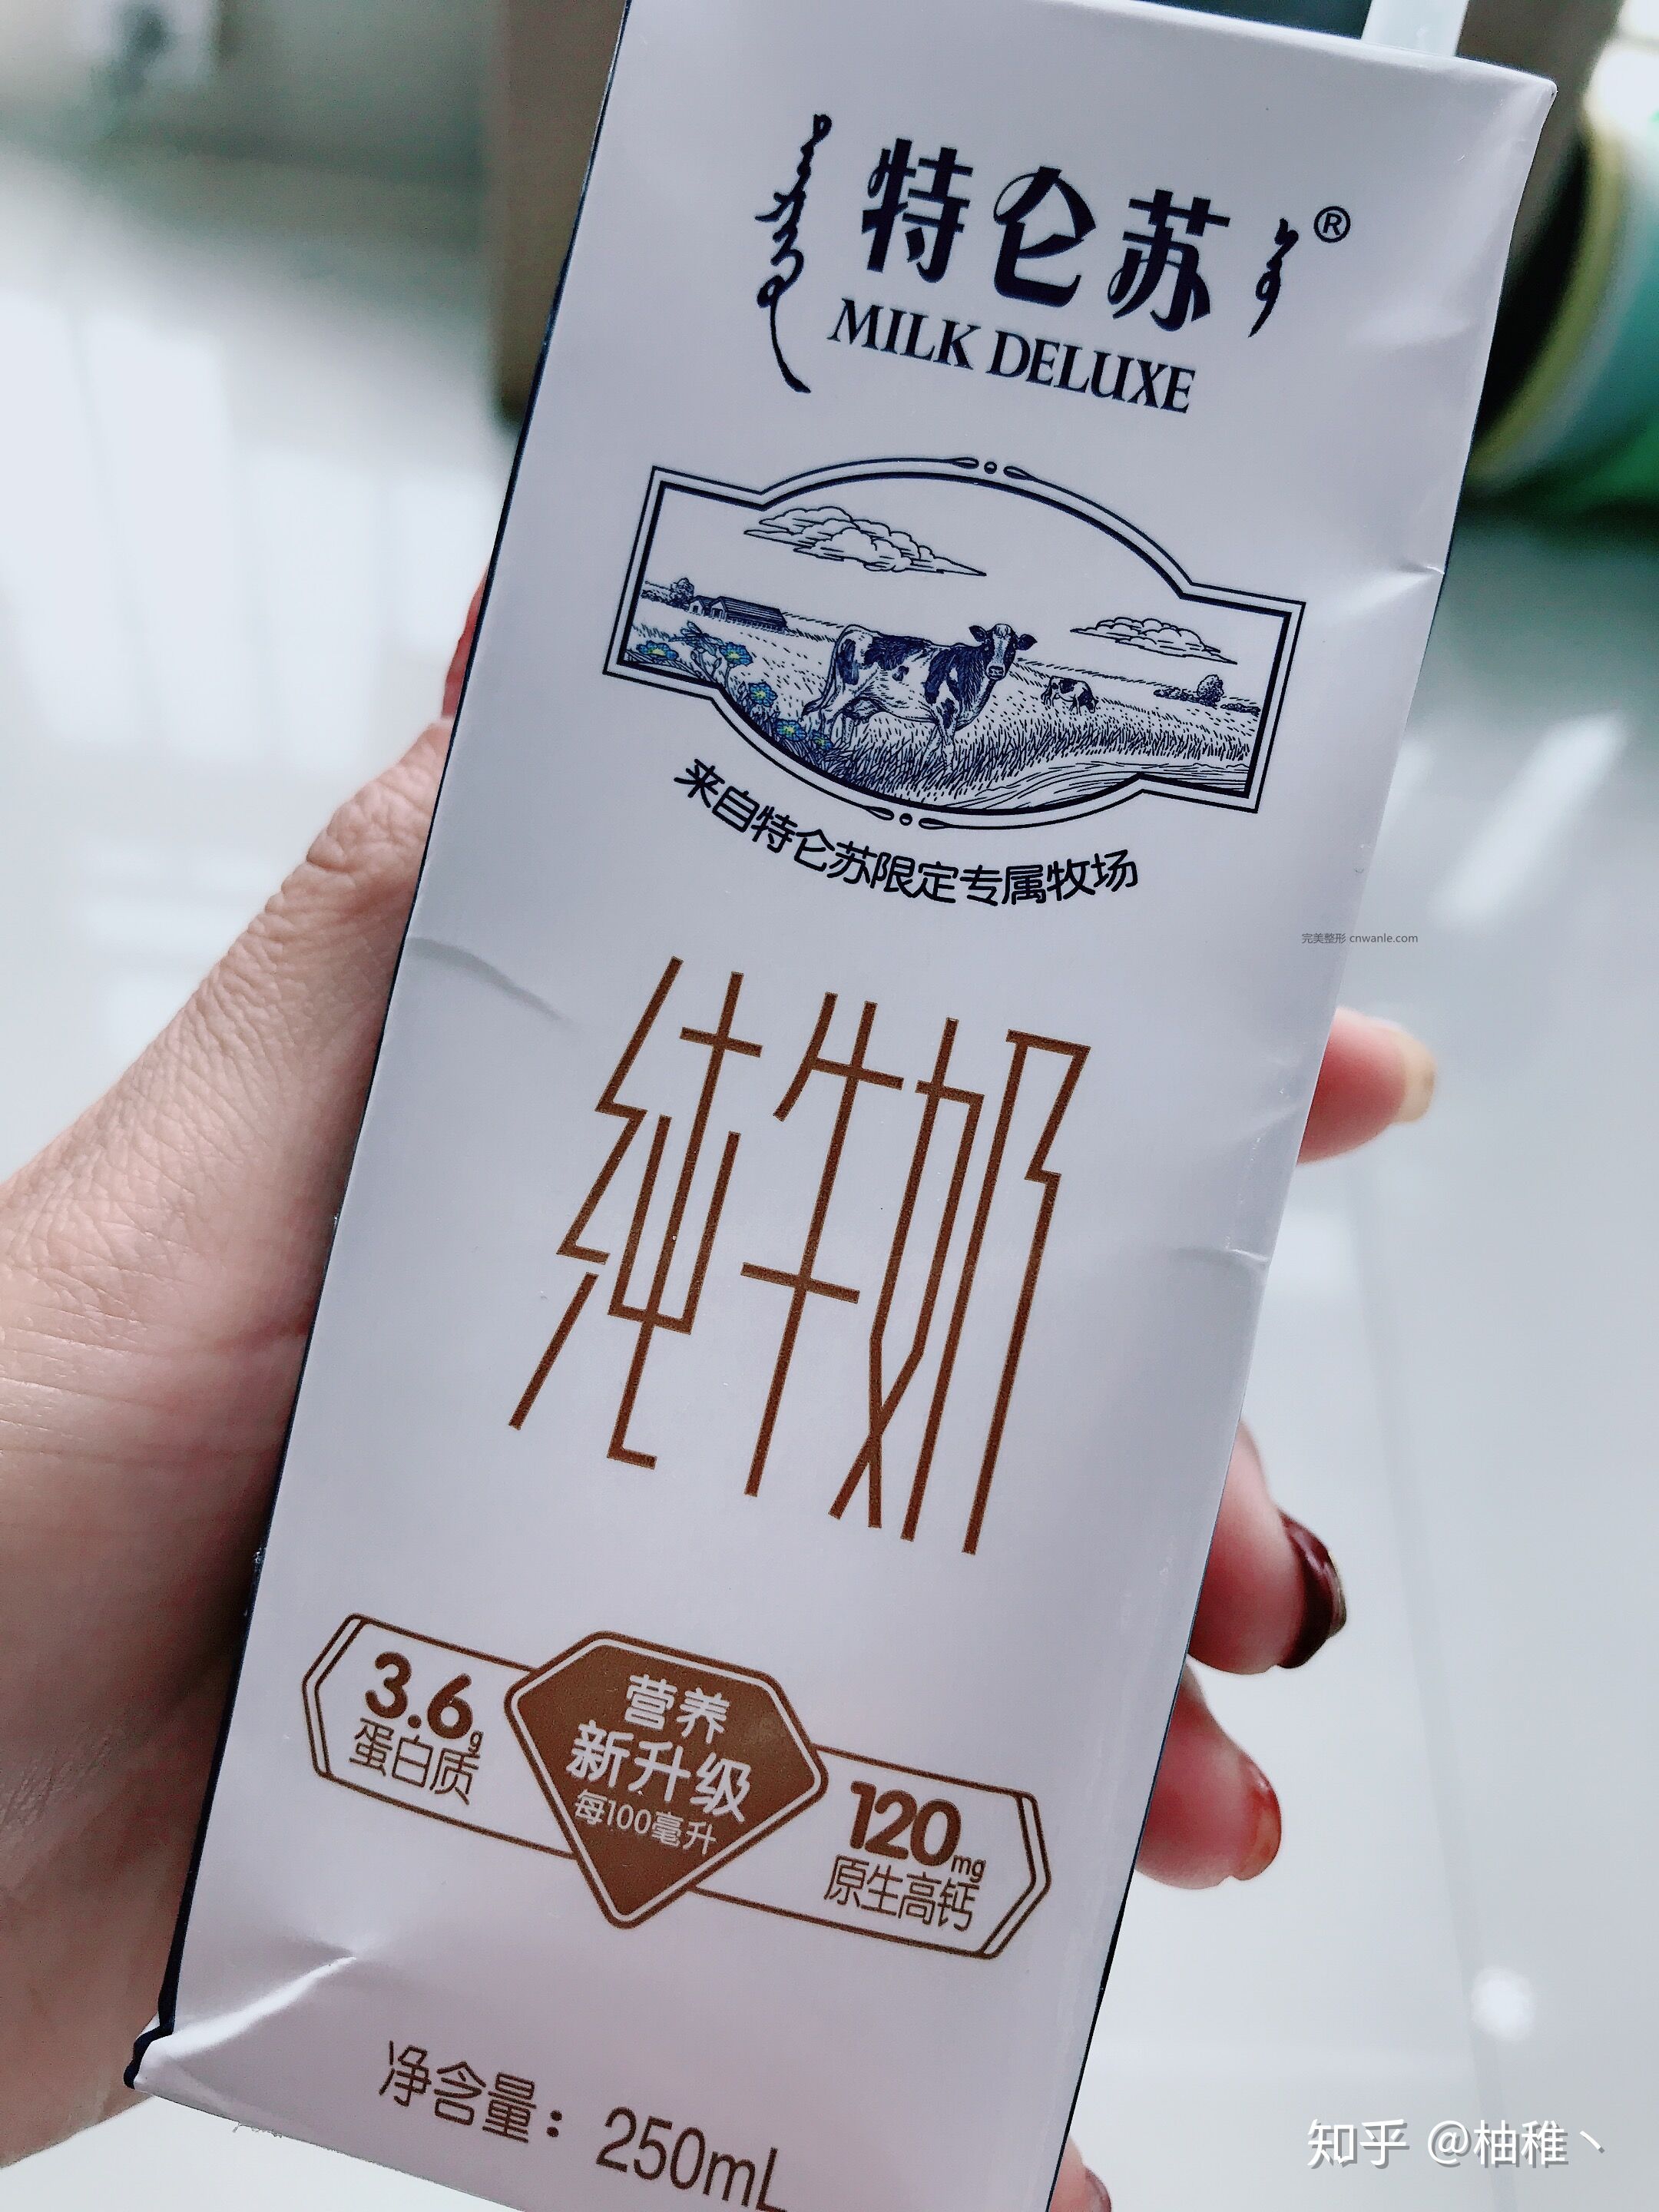 特仑苏®
MILK DELUXE
来自特仑苏限定专属牧场
完美整形 cnwanle.com
纯牛奶
3.6g
蛋白质
营养
新升级
每100毫升
120mg
原生高钙
净含量：250mL
知乎 @柚稚丶